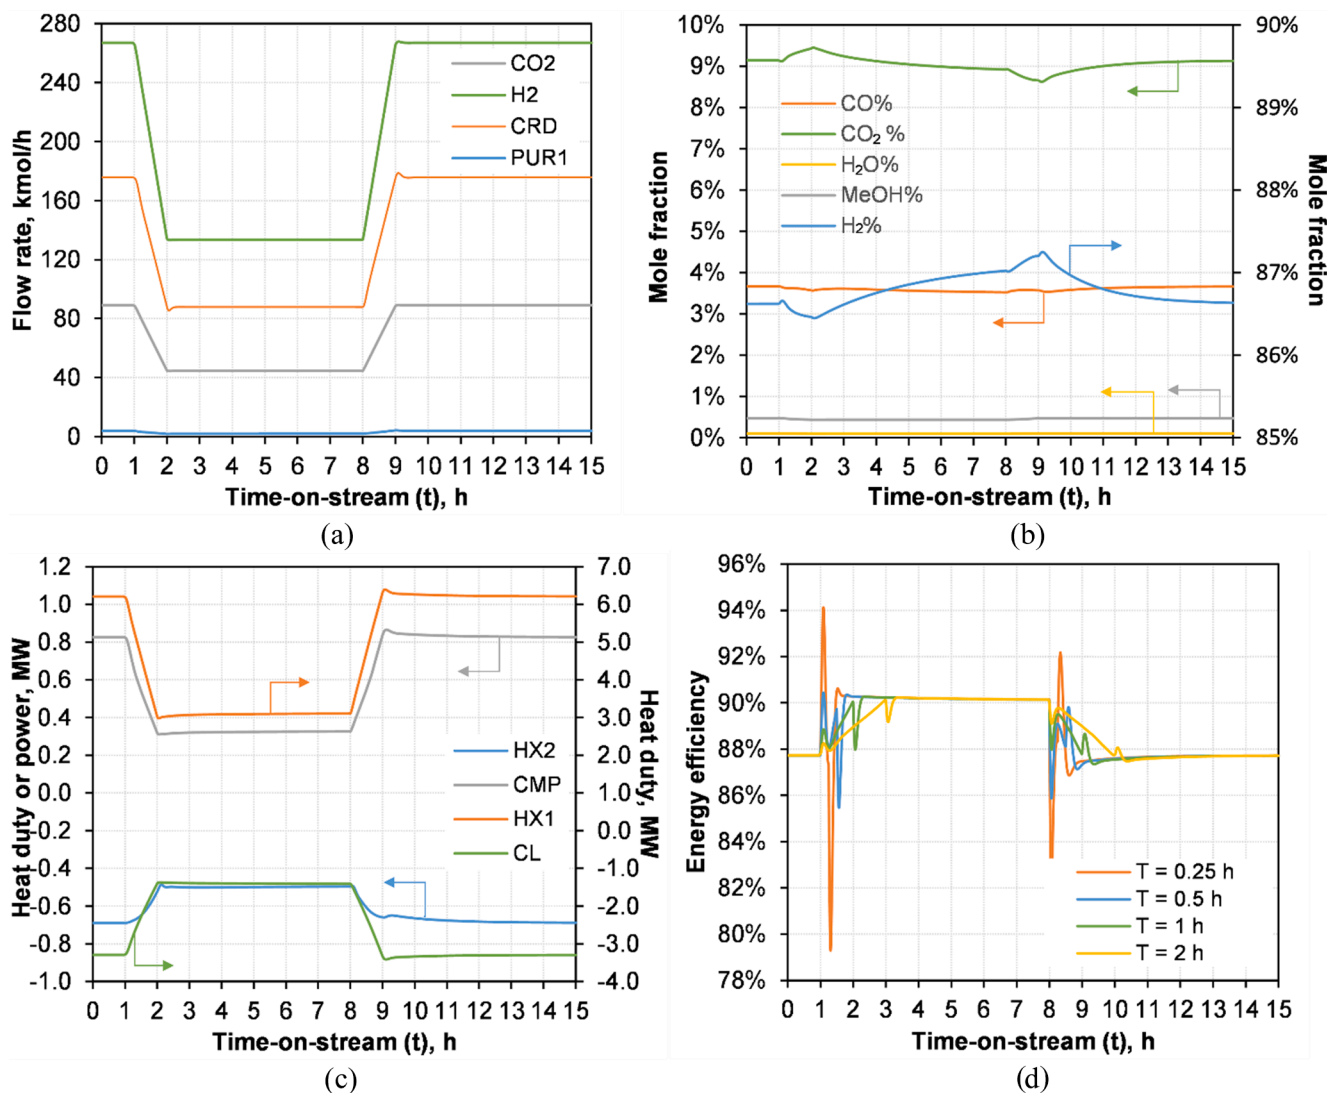 280
240
200
160
120
80
40
0
Flow rate, kmol/h
CO2
H2
CRD
PUR1
0 1 2 3 4 5 6 7 8 9 10 11 12 13 14 15
Time-on-stream (t), h
(a)
10%
9%
8%
7%
6%
5%
4%
3%
2%
1%
0%
Mole fraction
CO%
CO₂ %
H₂O%
MeOH%
H₂%
90%
89%
88%
87%
86%
85%
Mole fraction
0 1 2 3 4 5 6 7 8 9 10 11 12 13 14 15
Time-on-stream (t), h
(b)
1.2
1.0
0.8
0.6
0.4
0.2
0.0
-0.2
-0.4
-0.6
-0.8
-1.0
Heat duty or power, MW
7.0
6.0
5.0
4.0
3.0
2.0
1.0
0.0
-1.0
-2.0
-3.0
-4.0
Heat duty, MW
HX2
CMP
HX1
CL
0 1 2 3 4 5 6 7 8 9 10 11 12 13 14 15
Time-on-stream (t), h
(c)
96%
94%
92%
90%
88%
86%
84%
82%
80%
78%
Energy efficiency
T = 0.25 h
T = 0.5 h
T = 1 h
T = 2 h
0 1 2 3 4 5 6 7 8 9 10 11 12 13 14 15
Time-on-stream (t), h
(d)